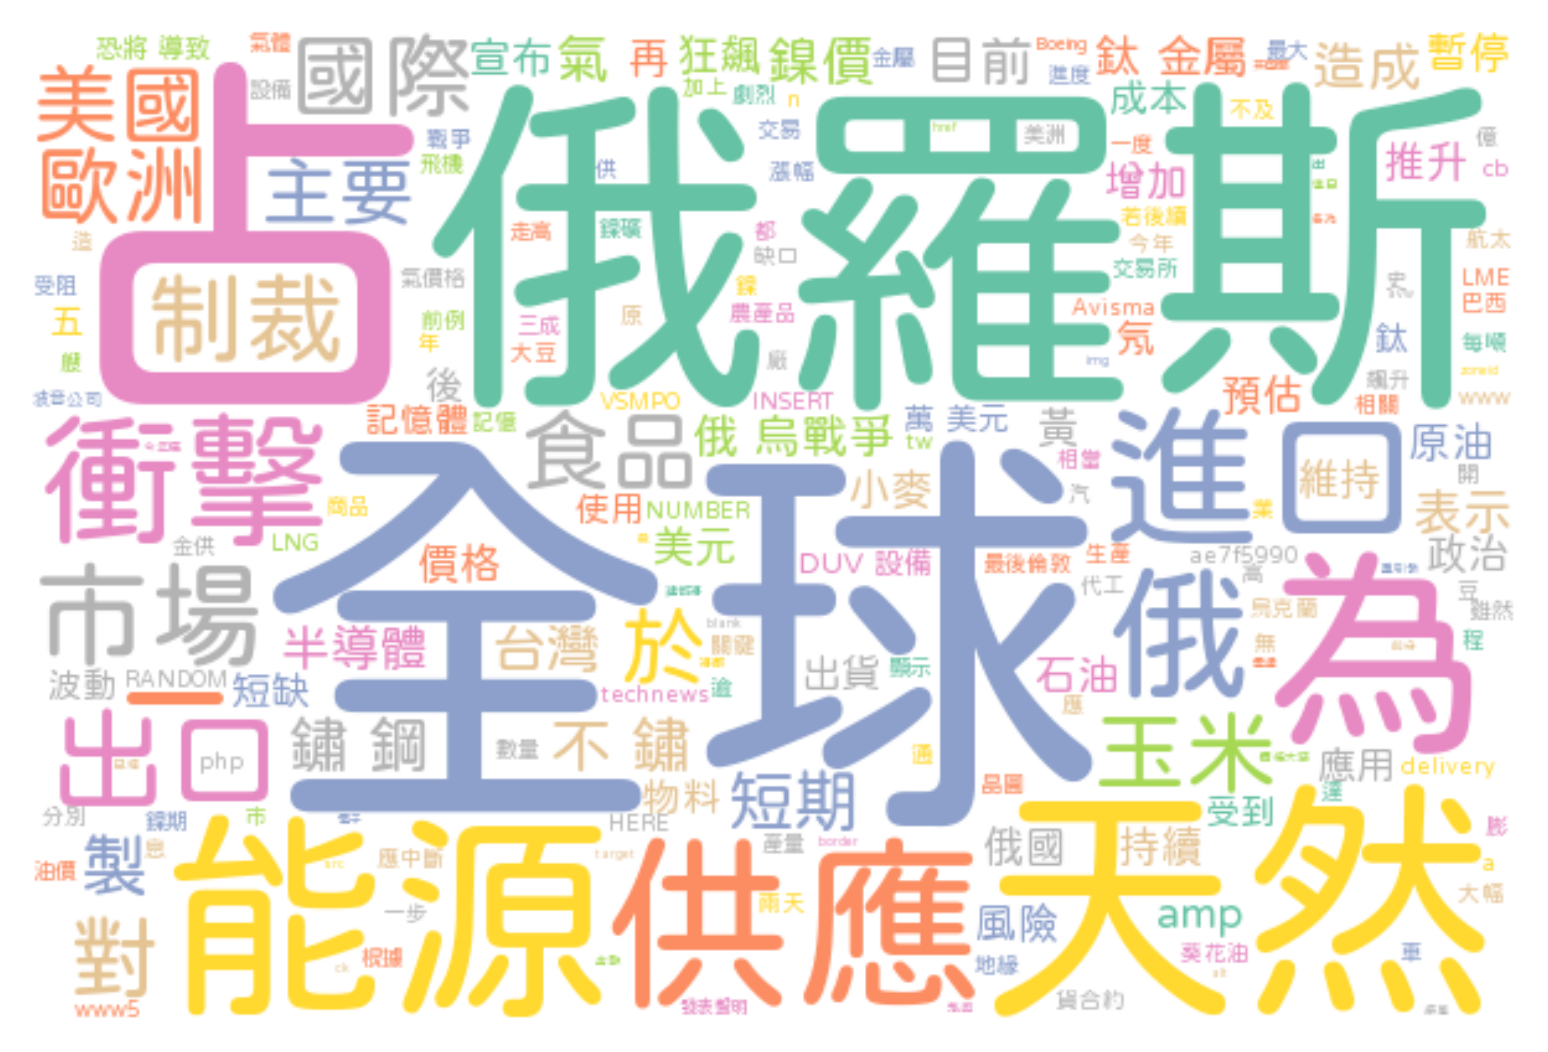 恐將 導致
氣體
國際
宣布
氣
再
狂飆
鎳價
金屬
目前
Boeing
鈦 金屬
最大
造成
暫停
設備
加上
劇烈
n
進度
成本
不及
美國
占
戰爭
俄羅斯
交易
href
美洲
一度
推升
億
cb
歐洲
主要
飛機
供
漲幅
增加
若後續
今年
航太
造
走高
鎳礦
都
缺口
交易所
受阻
制裁
氣價格
鎳
農產品
Avisma
LME
巴西
五
前例
年
三成
原
氖
鈦
每噸
大豆
廠
img
zoneid
艘
後
飆升
波音公司
VSMPO
INSERT
預估
相關
www
衝擊
記憶體
記憶
食品
俄 烏戰爭
萬 美元
tw
黃
進口
原油
相當
維持
開
商品
使用
NUMBER
小麥
汽
業
表示
金供
LNG
全球
價格
美元
DUV 設備
最後倫敦
生產
ae7f5990
政治
市場
代工
高
豆
blank
俄
烏克蘭
為
雖然
半導體
台灣
於
關鍵
出貨
顯示
石油
無
程
波動
RANDOM
短缺
technews
逾
應
出口
php
鏽 鋼
數量
不 鏽
通
玉米
應用
delivery
物料
短期
品圍
受到
達
分別
鎳期
市
HERE
能源
供應
產量
border
俄國
天然
持續
膨
油價
製
src
應中斷
target
a
對
一步
雨天
風險
amp
大幅
ck
根據
地緣
葵花油
alt
車
www5
發表聲明
貨合約